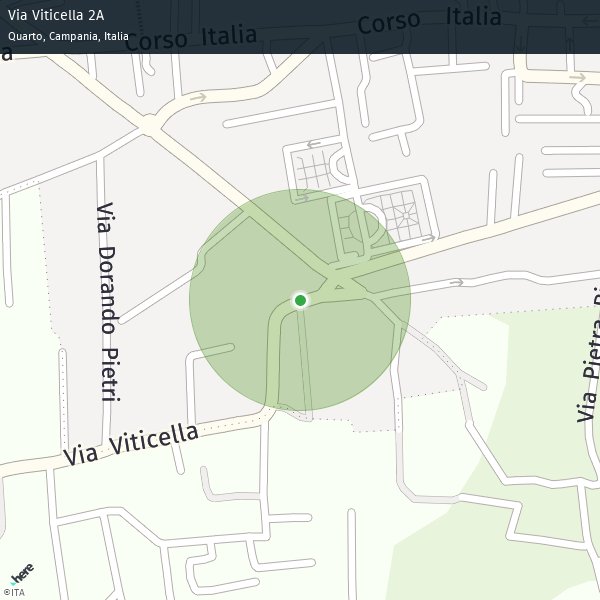 Via Viticella 2A
Quarto, Campania, Italia
Corso Italia
Corso Italia
a
Via Dorando Pietri
Via Pietra Pi
Via Viticella
here
©ITA